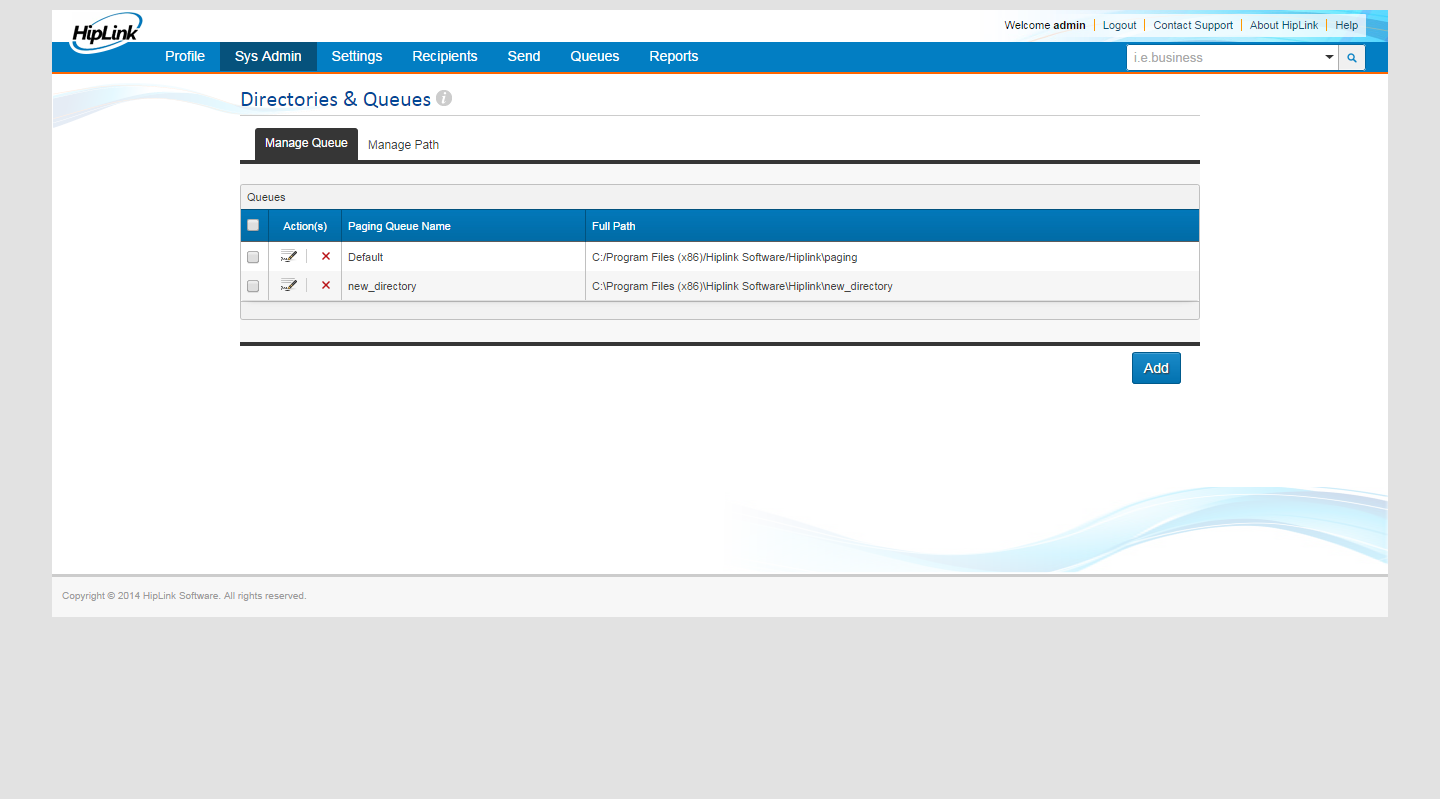 HipLink
Welcome admin Logout Contact Support About HipLink Help
Profile Sys Admin Settings Recipients Send Queues Reports
i.e.business
Directories & Queues i
Manage Queue Manage Path
Queues
Action(s) Paging Queue Name Full Path
Default C:/Program Files (x86)/Hiplink Software/Hiplink\paging
new_directory C:\Program Files (x86)\Hiplink Software\Hiplink\new_directory
Add
Copyright © 2014 HipLink Software. All rights reserved.